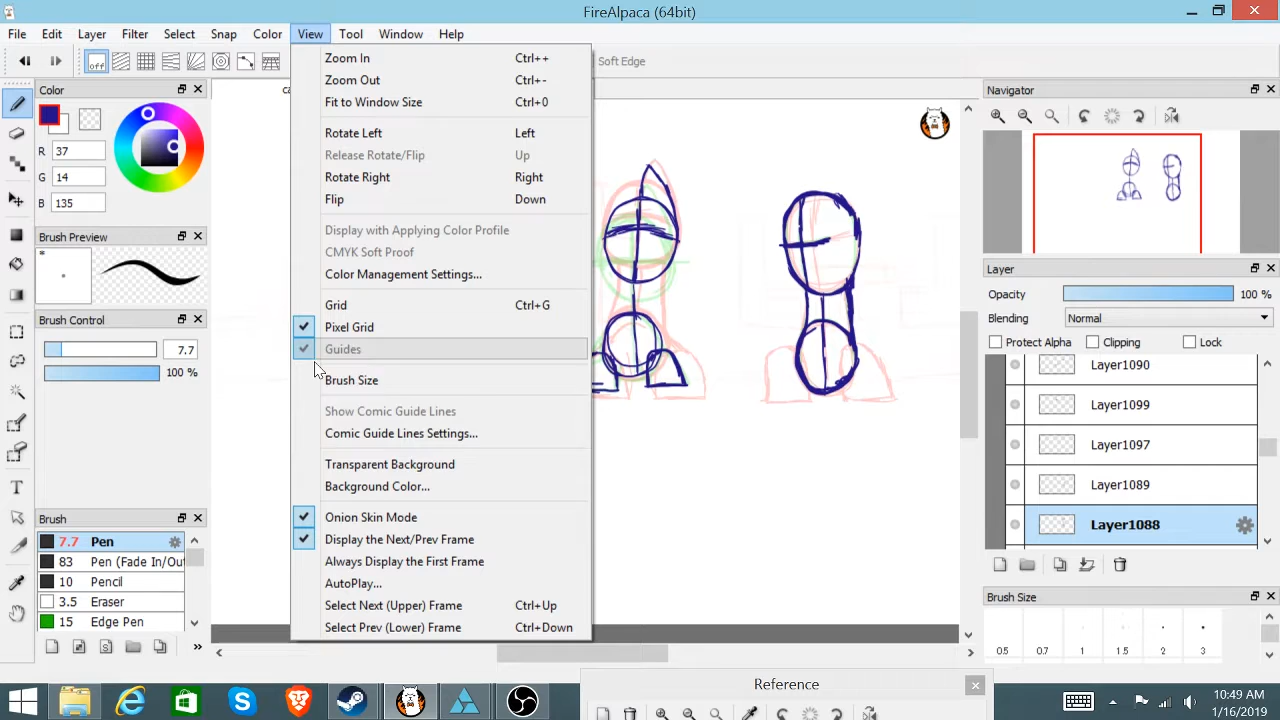 FireAlpaca (64bit)
File Edit Layer Filter Select Snap Color View Tool Window Help
off Soft Edge
Color
R 37
G 14
B 135
Brush Preview
*
Brush Control
7.7
100 %
Brush
7.7 Pen
83 Pen (Fade In/Out
10 Pencil
3.5 Eraser
15 Edge Pen
Zoom In Ctrl++
Zoom Out Ctrl+-
Fit to Window Size Ctrl+0
Rotate Left Left
Release Rotate/Flip Up
Rotate Right Right
Flip Down
Display with Applying Color Profile
CMYK Soft Proof
Color Management Settings...
Grid Ctrl+G
Pixel Grid
Guides
Brush Size
Show Comic Guide Lines
Comic Guide Lines Settings...
Transparent Background
Background Color...
Onion Skin Mode
Display the Next/Prev Frame
Always Display the First Frame
AutoPlay...
Select Next (Upper) Frame Ctrl+Up
Select Prev (Lower) Frame Ctrl+Down
Navigator
Layer
Opacity 100 %
Blending Normal
Protect Alpha Clipping Lock
Layer1090
Layer1099
Layer1097
Layer1089
Layer1088
Brush Size
0.5 0.7 1 1.5 2 3
Reference
10:49 AM
1/16/2019